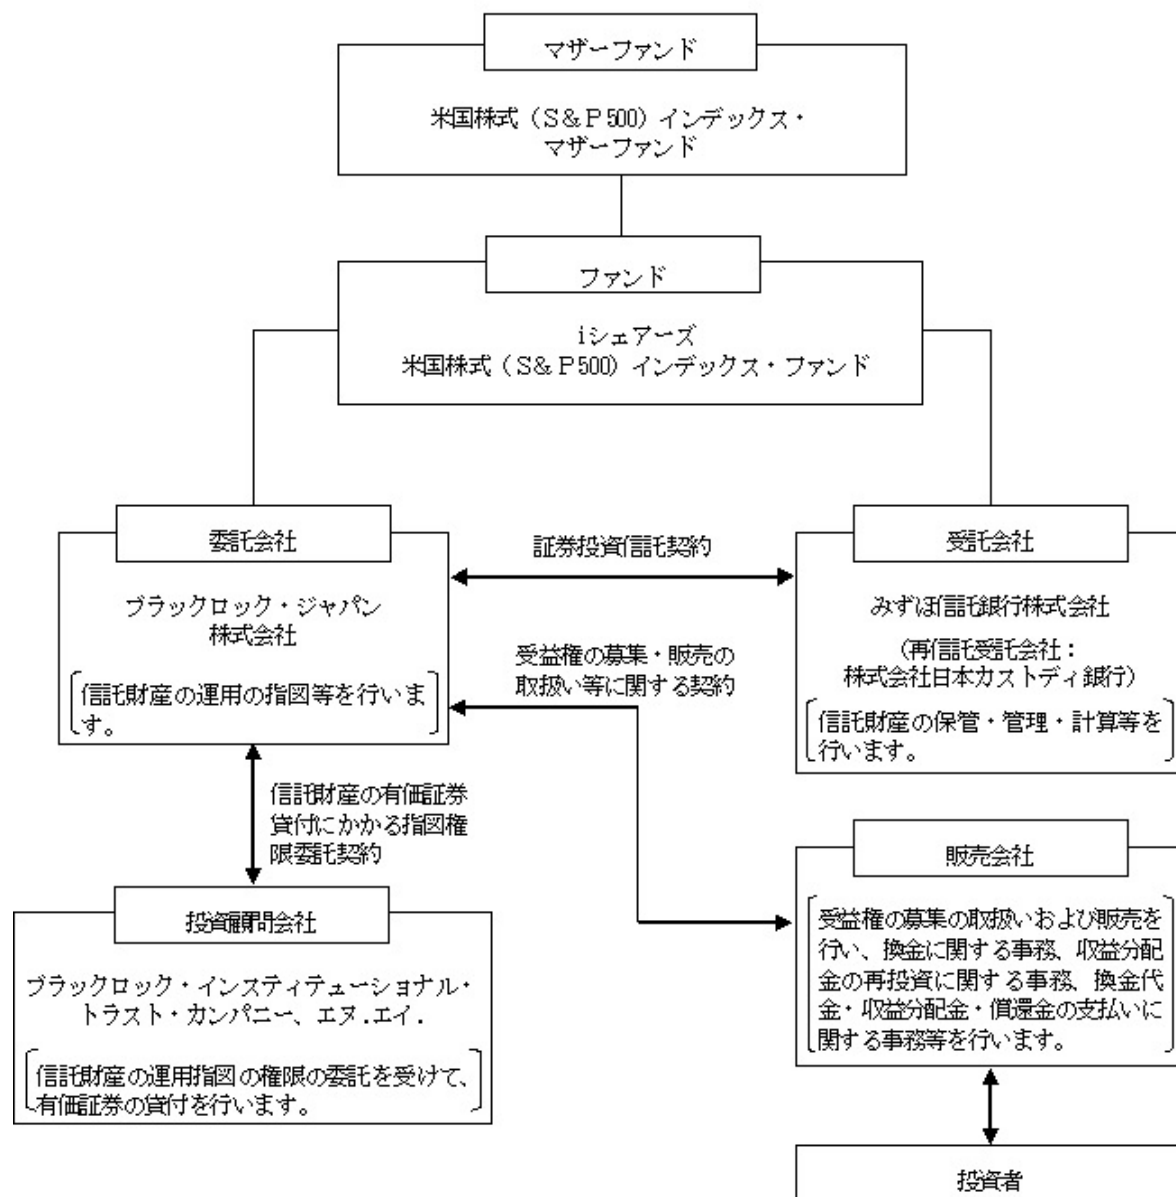 マザーファンド
米国株式(S&P500)インデックス・
マザーファンド
ファンド
iシェアーズ
米国株式(S&P500)インデックス・ファンド
委託会社
ブラックロック・ジャパン
株式会社
信託財産の運用の指図等を行いま
す。
証券投資信託契約
受益権の募集・販売の
取扱い等に関する契約
受託会社
みずほ信託銀行株式会社
(再信託受託会社:
株式会社日本カストディ銀行)
信託財産の保管・管理・計算等を
行います。
信託財産の有価証券
貸付にかかる指図権
限委託契約
投資顧問会社
ブラックロック・インスティテューショナル・
トラスト・カンパニー、エヌ.エイ.
信託財産の運用指図の権限の委託を受けて、
有価証券の貸付を行います。
販売会社
受益権の募集の取扱いおよび販売を
行い、換金に関する事務、収益分配
金の再投資に関する事務、換金代
金・収益分配金・償還金の支払いに
関する事務等を行います。
投資者